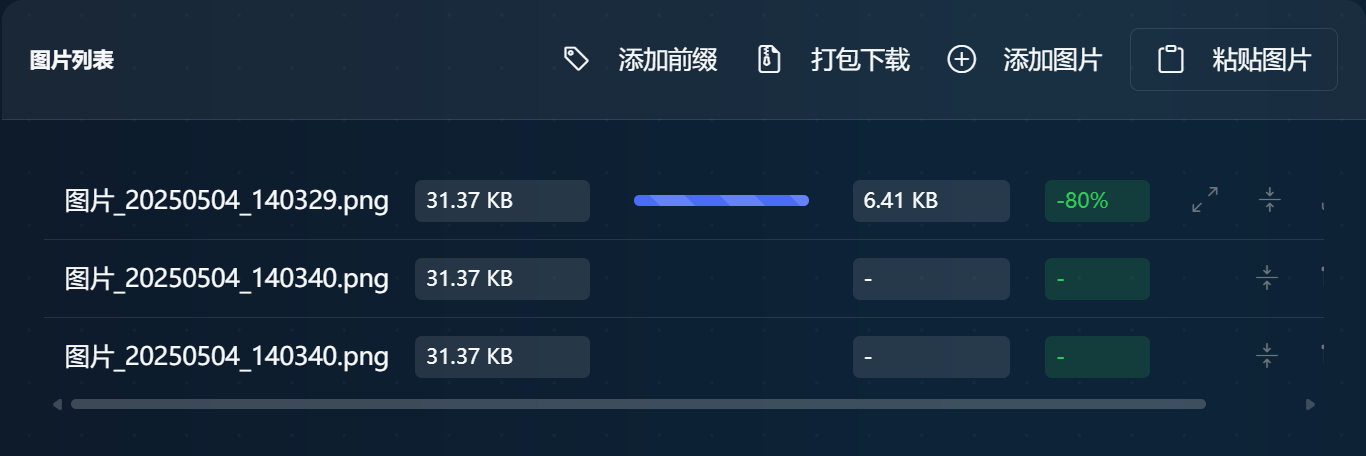 图片列表 添加前缀 打包下载 添加图片 粘贴图片
图片_20250504_140329.png 31.37 KB 6.41 KB -80%
图片_20250504_140340.png 31.37 KB - -
图片_20250504_140340.png 31.37 KB - -